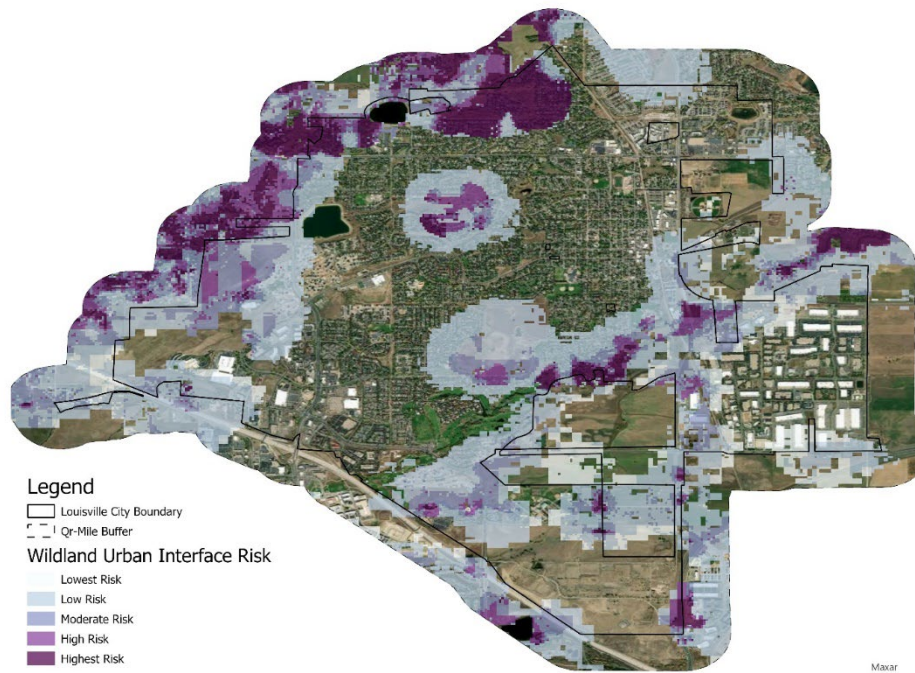 Legend
Louisville City Boundary
Qr-Mile Buffer
Wildland Urban Interface Risk
Lowest Risk
Low Risk
Moderate Risk
High Risk
Highest Risk
Maxar